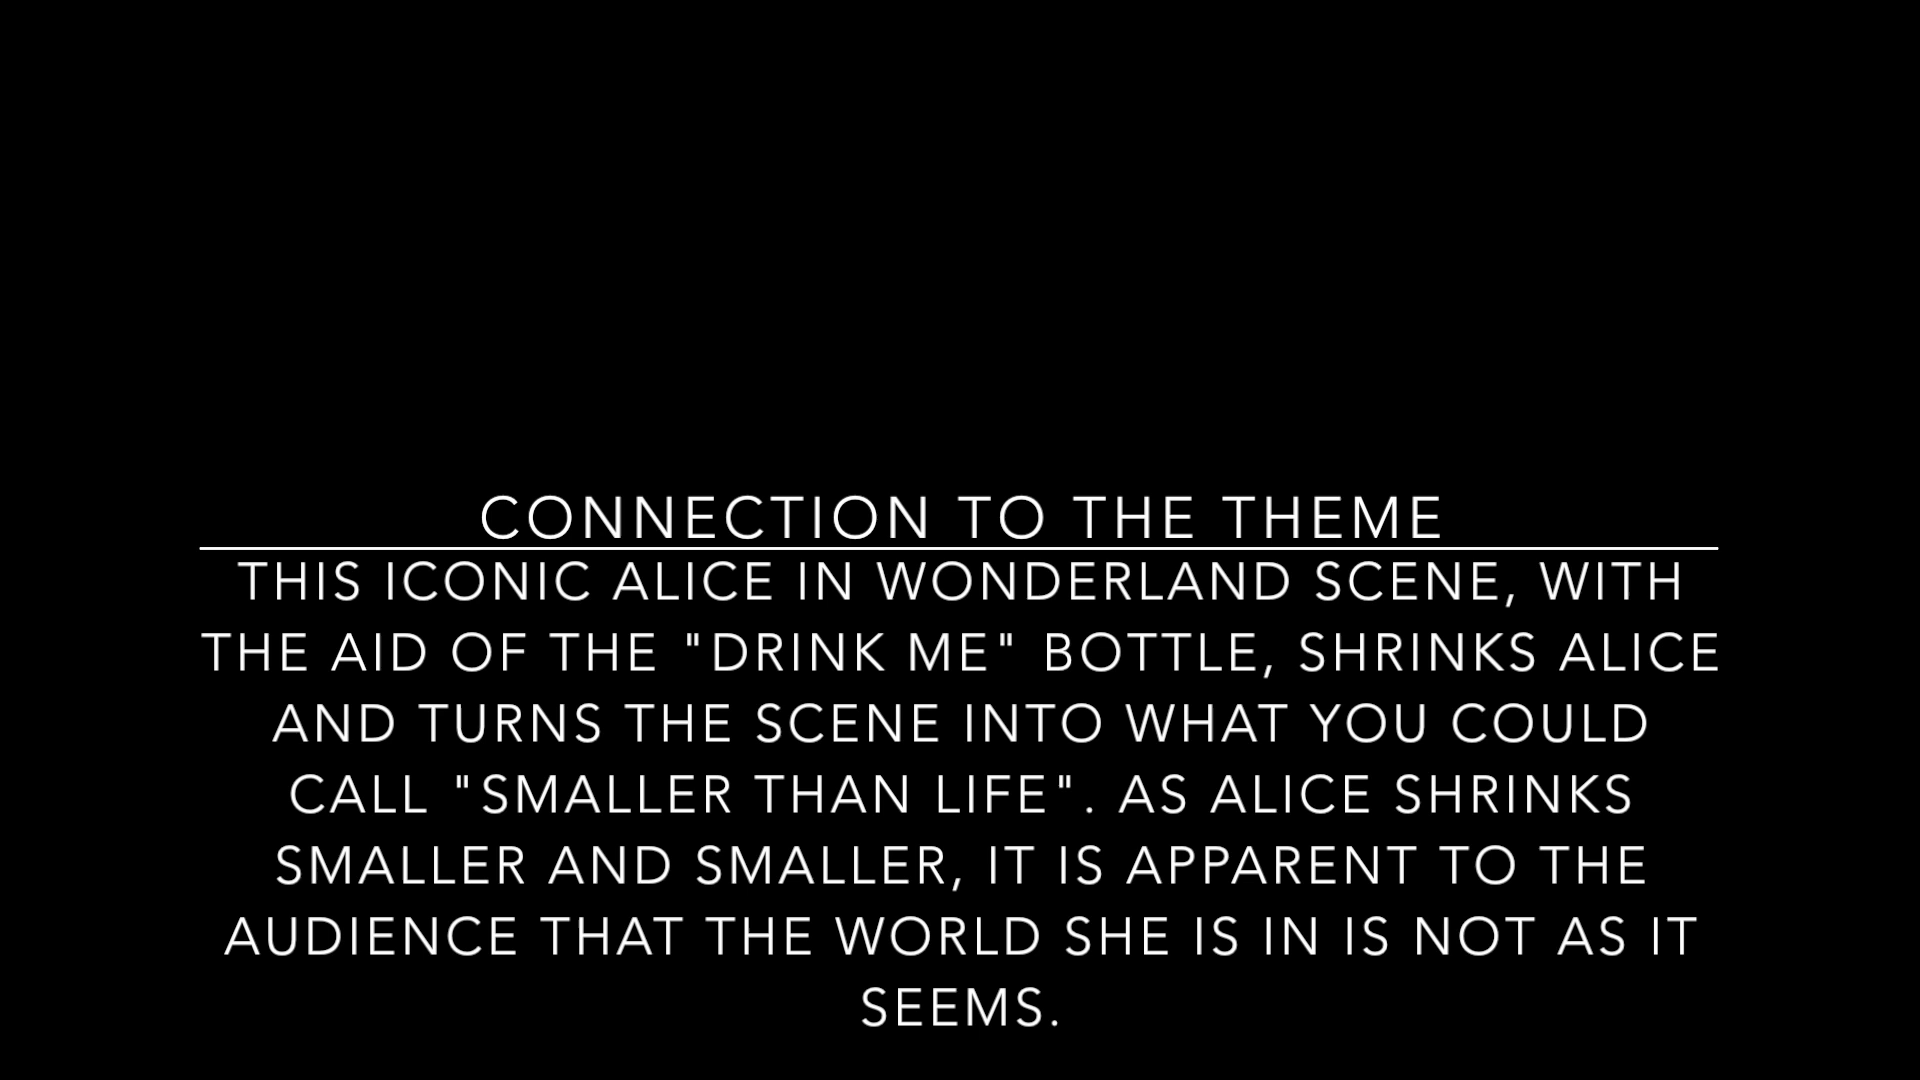 CONNECTION TO THE THEME
THIS ICONIC ALICE IN WONDERLAND SCENE, WITH
THE AID OF THE "DRINK ME" BOTTLE, SHRINKS ALICE
AND TURNS THE SCENE INTO WHAT YOU COULD
CALL "SMALLER THAN LIFE". AS ALICE SHRINKS
SMALLER AND SMALLER, IT IS APPARENT TO THE
AUDIENCE THAT THE WORLD SHE IS IN IS NOT AS IT
SEEMS.